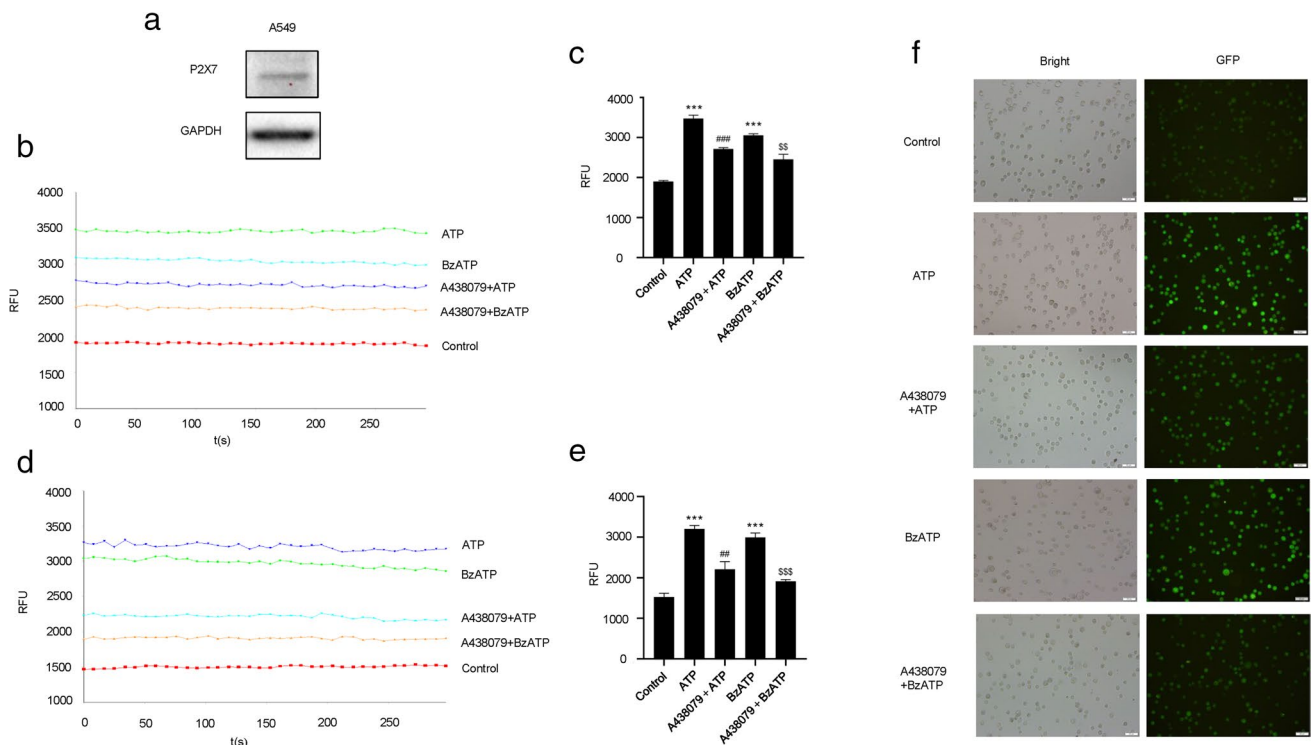 a
A549
P2X7
GAPDH
b
4000
3500
3000
2500
2000
1500
1000
RFU
0
50
100
150
200
250
t(s)
ATP
BzATP
A438079+ATP
A438079+BzATP
Control
c
4000
3000
2000
1000
0
RFU
***
###
***
$$
Control
ATP
A438079 + ATP
BzATP
A438079 + BzATP
d
4000
3500
3000
2500
2000
1500
1000
RFU
0
50
100
150
200
250
t(s)
ATP
BzATP
A438079+ATP
A438079+BzATP
Control
e
4000
3000
2000
1000
0
RFU
***
##
***
$$$
Control
ATP
A438079 + ATP
BzATP
A438079 + BzATP
f
Bright
GFP
Control
ATP
A438079
+ATP
BzATP
A438079
+BzATP